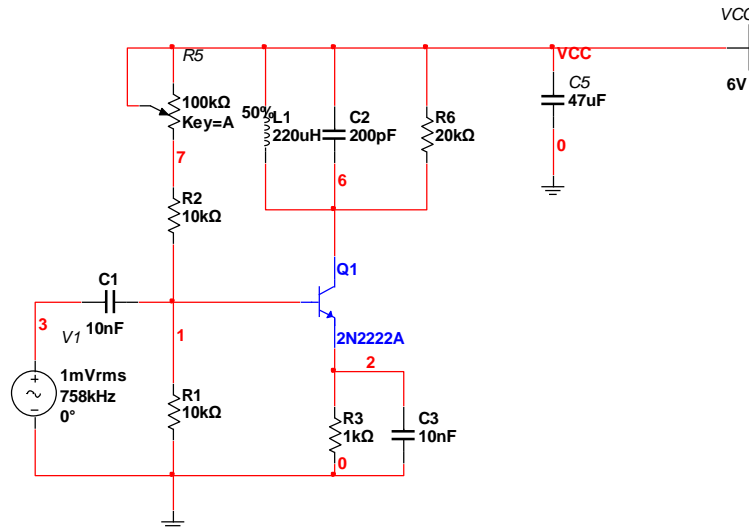 VCC
R5
VCC
6V
C5
47uF
0
100kΩ
Key=A
50%
L1
220uH
C2
200pF
R6
20kΩ
7
6
R2
10kΩ
Q1
C1
10nF
3
V1
1
2N2222A
2
1mVrms
758kHz
0°
R1
10kΩ
R3
1kΩ
C3
10nF
0